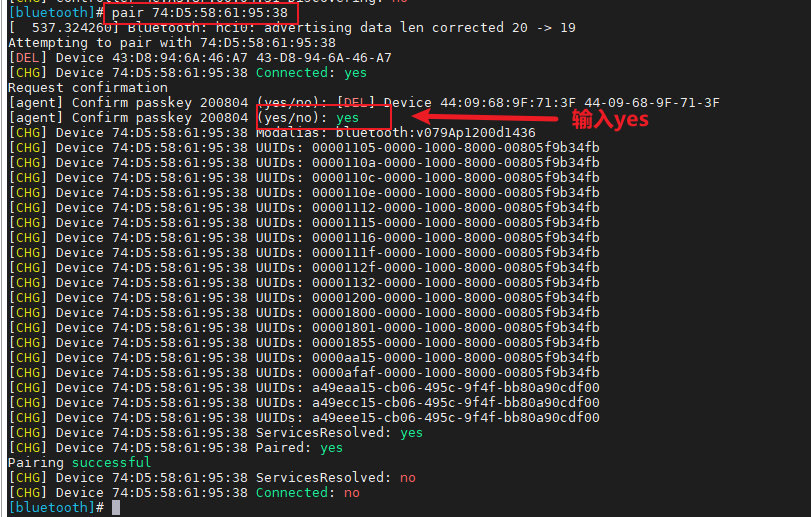 [bluetooth]# pair 74:D5:58:61:95:38
[  537.324260] Bluetooth: hci0: advertising data len corrected 20 -> 19
Attempting to pair with 74:D5:58:61:95:38
[DEL] Device 43:D8:94:6A:46:A7 43-D8-94-6A-46-A7
[CHG] Device 74:D5:58:61:95:38 Connected: yes
Request confirmation
[agent] Confirm passkey 200804 (yes/no): [DEL] Device 44:09:68:9F:71:3F 44-09-68-9F-71-3F
[agent] Confirm passkey 200804 (yes/no): yes
输入yes
[CHG] Device 74:D5:58:61:95:38 Modalias: bluetooth:v079Ap1200d1436
[CHG] Device 74:D5:58:61:95:38 UUIDs: 00001105-0000-1000-8000-00805f9b34fb
[CHG] Device 74:D5:58:61:95:38 UUIDs: 0000110a-0000-1000-8000-00805f9b34fb
[CHG] Device 74:D5:58:61:95:38 UUIDs: 0000110c-0000-1000-8000-00805f9b34fb
[CHG] Device 74:D5:58:61:95:38 UUIDs: 0000110e-0000-1000-8000-00805f9b34fb
[CHG] Device 74:D5:58:61:95:38 UUIDs: 00001112-0000-1000-8000-00805f9b34fb
[CHG] Device 74:D5:58:61:95:38 UUIDs: 00001115-0000-1000-8000-00805f9b34fb
[CHG] Device 74:D5:58:61:95:38 UUIDs: 00001116-0000-1000-8000-00805f9b34fb
[CHG] Device 74:D5:58:61:95:38 UUIDs: 0000111f-0000-1000-8000-00805f9b34fb
[CHG] Device 74:D5:58:61:95:38 UUIDs: 0000112f-0000-1000-8000-00805f9b34fb
[CHG] Device 74:D5:58:61:95:38 UUIDs: 00001132-0000-1000-8000-00805f9b34fb
[CHG] Device 74:D5:58:61:95:38 UUIDs: 00001200-0000-1000-8000-00805f9b34fb
[CHG] Device 74:D5:58:61:95:38 UUIDs: 00001800-0000-1000-8000-00805f9b34fb
[CHG] Device 74:D5:58:61:95:38 UUIDs: 00001801-0000-1000-8000-00805f9b34fb
[CHG] Device 74:D5:58:61:95:38 UUIDs: 00001855-0000-1000-8000-00805f9b34fb
[CHG] Device 74:D5:58:61:95:38 UUIDs: 0000aa15-0000-1000-8000-00805f9b34fb
[CHG] Device 74:D5:58:61:95:38 UUIDs: 0000afaf-0000-1000-8000-00805f9b34fb
[CHG] Device 74:D5:58:61:95:38 UUIDs: a49eaa15-cb06-495c-9f4f-bb80a90cdf00
[CHG] Device 74:D5:58:61:95:38 UUIDs: a49ecc15-cb06-495c-9f4f-bb80a90cdf00
[CHG] Device 74:D5:58:61:95:38 UUIDs: a49eee15-cb06-495c-9f4f-bb80a90cdf00
[CHG] Device 74:D5:58:61:95:38 ServicesResolved: yes
[CHG] Device 74:D5:58:61:95:38 Paired: yes
Pairing successful
[CHG] Device 74:D5:58:61:95:38 ServicesResolved: no
[CHG] Device 74:D5:58:61:95:38 Connected: no
[bluetooth]#